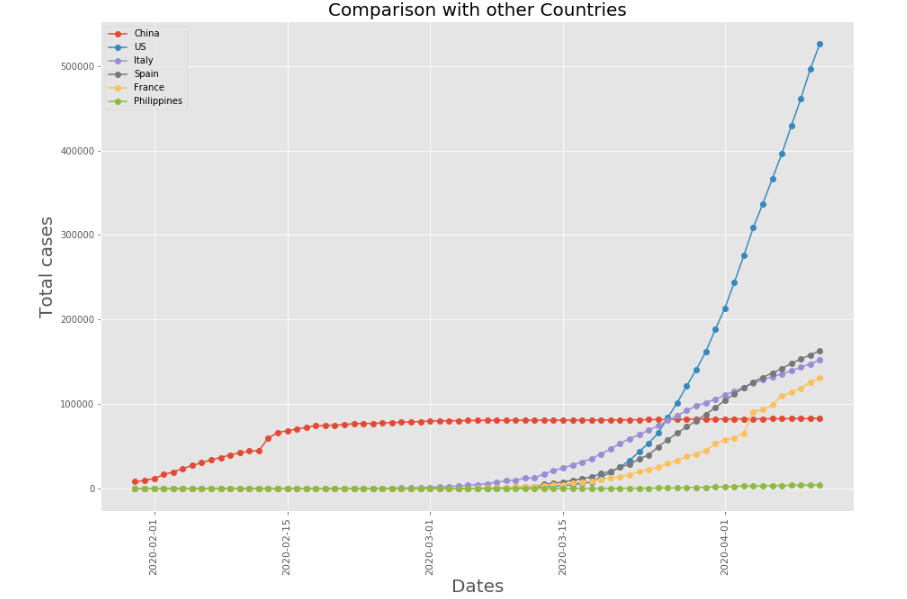 Comparison with other Countries
China
US
Italy
Spain
France
Philippines
Total cases
500000
400000
300000
200000
100000
0
2020-02-01
2020-02-15
2020-03-01
2020-03-15
2020-04-01
Dates